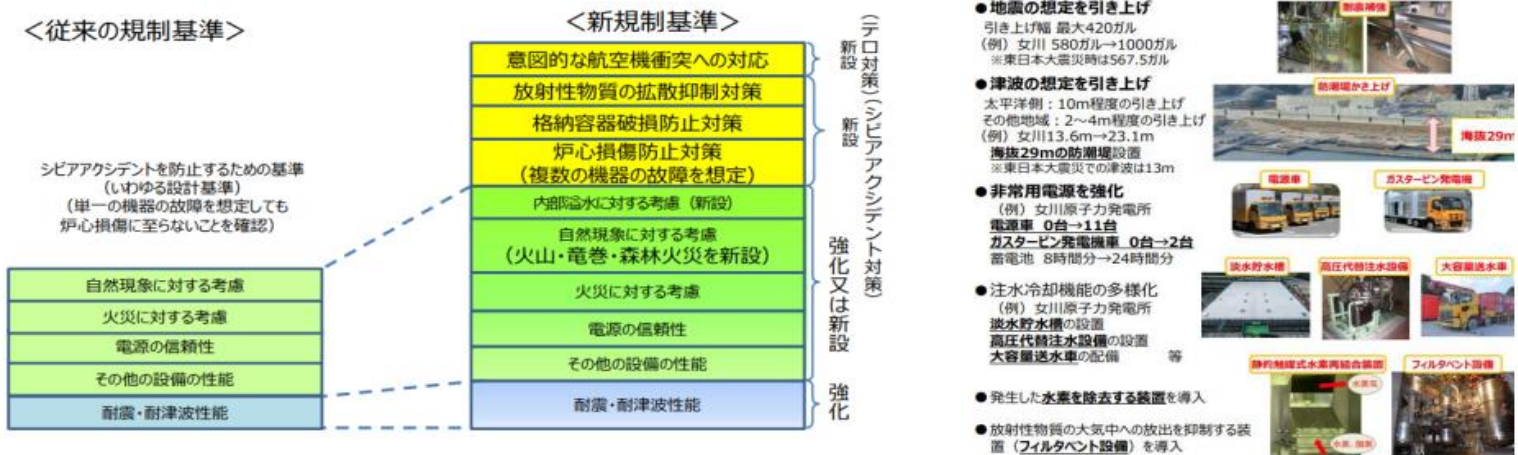 <従来の規制基準>
シビアアクシデントを防止するための基準
(いわゆる設計基準)
(単一の機器の故障を想定しても
炉心損傷に至らないことを確認)
自然現象に対する考慮
火災に対する考慮
電源の信頼性
その他の設備の性能
耐震・耐津波性能
<新規制基準>
意図的な航空機衝突への対応
放射性物質の拡散抑制対策
格納容器破損防止対策
炉心損傷防止対策
(複数の機器の故障を想定)
内部溢水に対する考慮(新設)
自然現象に対する考慮
(火山・竜巻・森林火災を新設)
火災に対する考慮
電源の信頼性
その他の設備の性能
耐震・耐津波性能
新設
(テロ対策)
新設
(シビアアクシデント対策)
強化又は新設
強化
●地震の想定を引き上げ
引き上げ幅 最大420ガル
(例)女川 580ガル→1000ガル
※東日本大震災時は567.5ガル
●津波の想定を引き上げ
太平洋側:10m程度の引き上げ
その他地域:2～4m程度の引き上げ
(例)女川13.6m→23.1m
海抜29mの防潮堤設置
※東日本大震災での津波は13m
●非常用電源を強化
(例)女川原子力発電所
電源車 0台→11台
ガスタービン発電機車 0台→2台
蓄電池 8時間分→24時間分
●注水冷却機能の多様化
(例)女川原子力発電所
淡水貯水槽の設置
高圧代替注水設備の設置
大容量送水車の配備 等
●発生した水素を除去する装置を導入
●放射性物質の大気中への放出を抑制する装
置(フィルタベント設備)を導入
耐震補強
防潮堤かさ上げ
海抜29m
電源車
ガスタービン発電機
淡水貯水槽
高圧代替注水設備
大容量送水車
静的触媒式水素再結合装置
フィルタベント設備